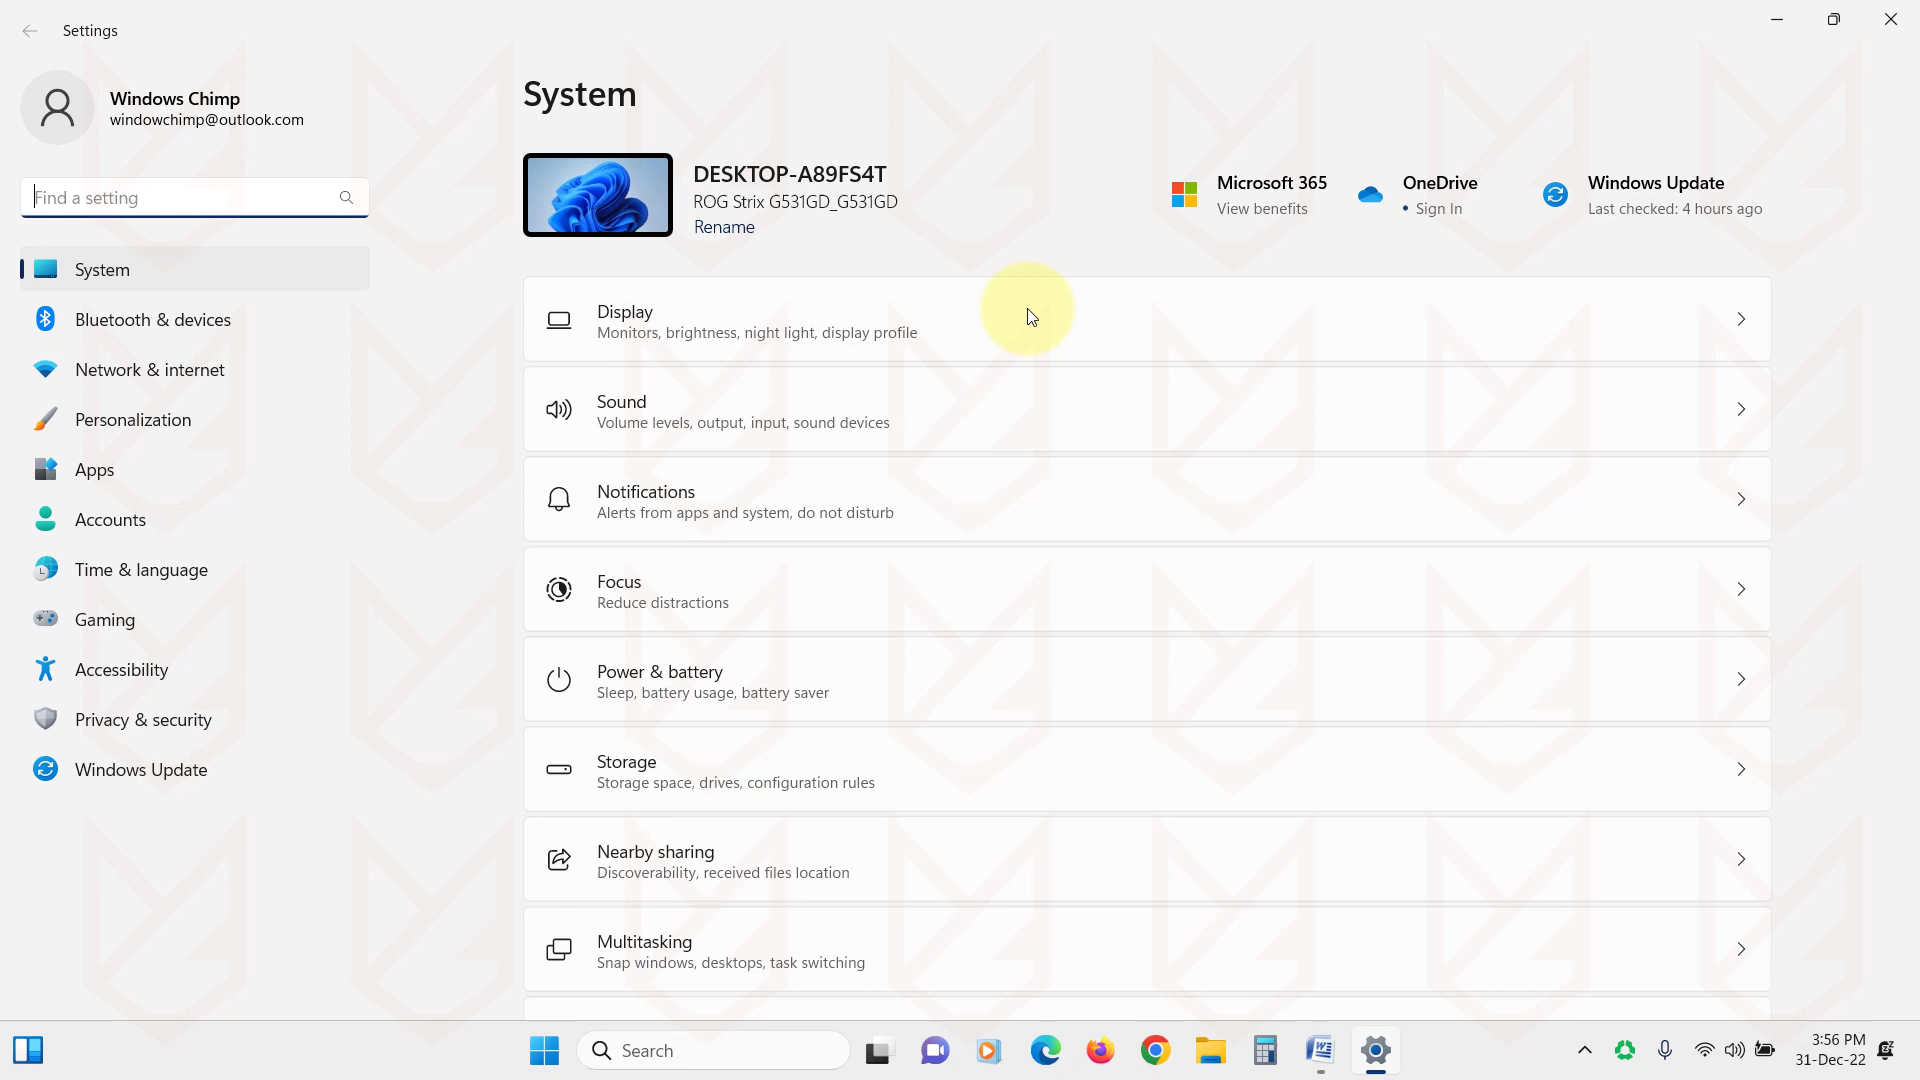 Settings
Windows Chimp
windowchimp@outlook.com
Find a setting
System
Bluetooth & devices
Network & internet
Personalization
Apps
Accounts
Time & language
Gaming
Accessibility
Privacy & security
Windows Update
System
DESKTOP-A89FS4T
ROG Strix G531GD_G531GD
Rename
Microsoft 365
View benefits
OneDrive
• Sign In
Windows Update
Last checked: 4 hours ago
Display
Monitors, brightness, night light, display profile
Sound
Volume levels, output, input, sound devices
Notifications
Alerts from apps and system, do not disturb
Focus
Reduce distractions
Power & battery
Sleep, battery usage, battery saver
Storage
Storage space, drives, configuration rules
Nearby sharing
Discoverability, received files location
Multitasking
Snap windows, desktops, task switching
Search
3:56 PM
31-Dec-22